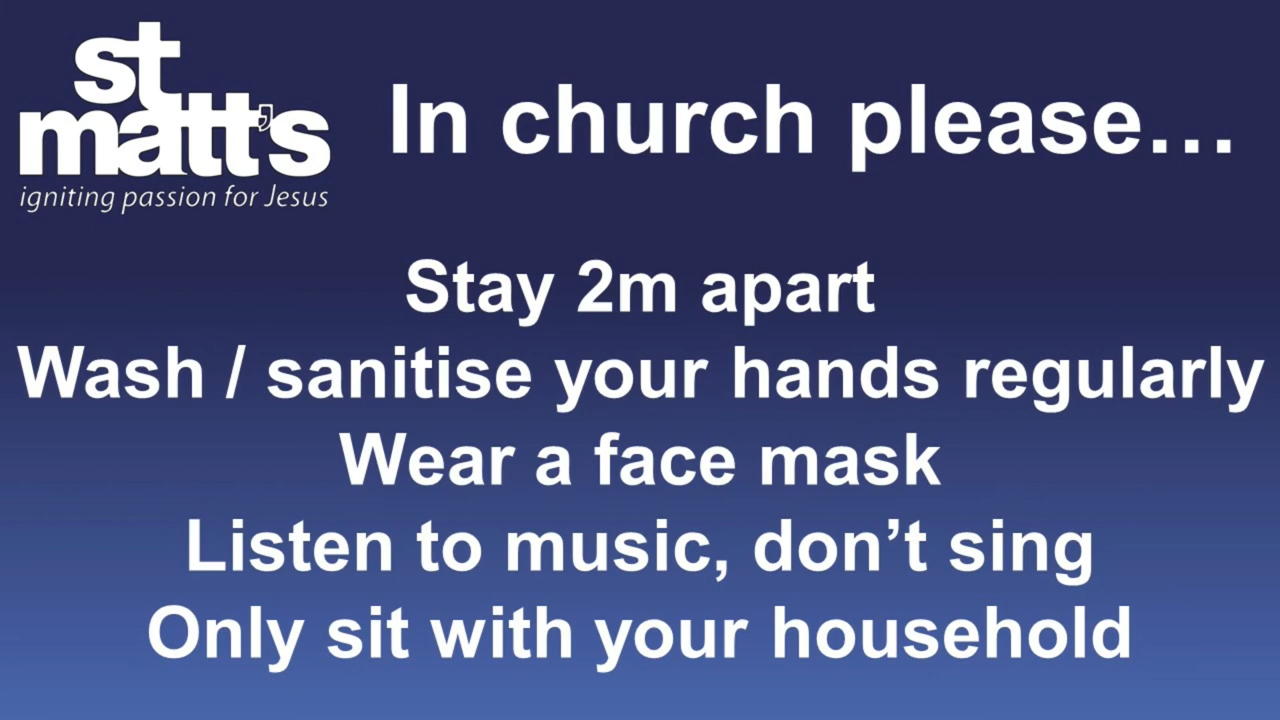 st
matt's
igniting passion for Jesus
In church please…
Stay 2m apart
Wash / sanitise your hands regularly
Wear a face mask
Listen to music, don’t sing
Only sit with your household